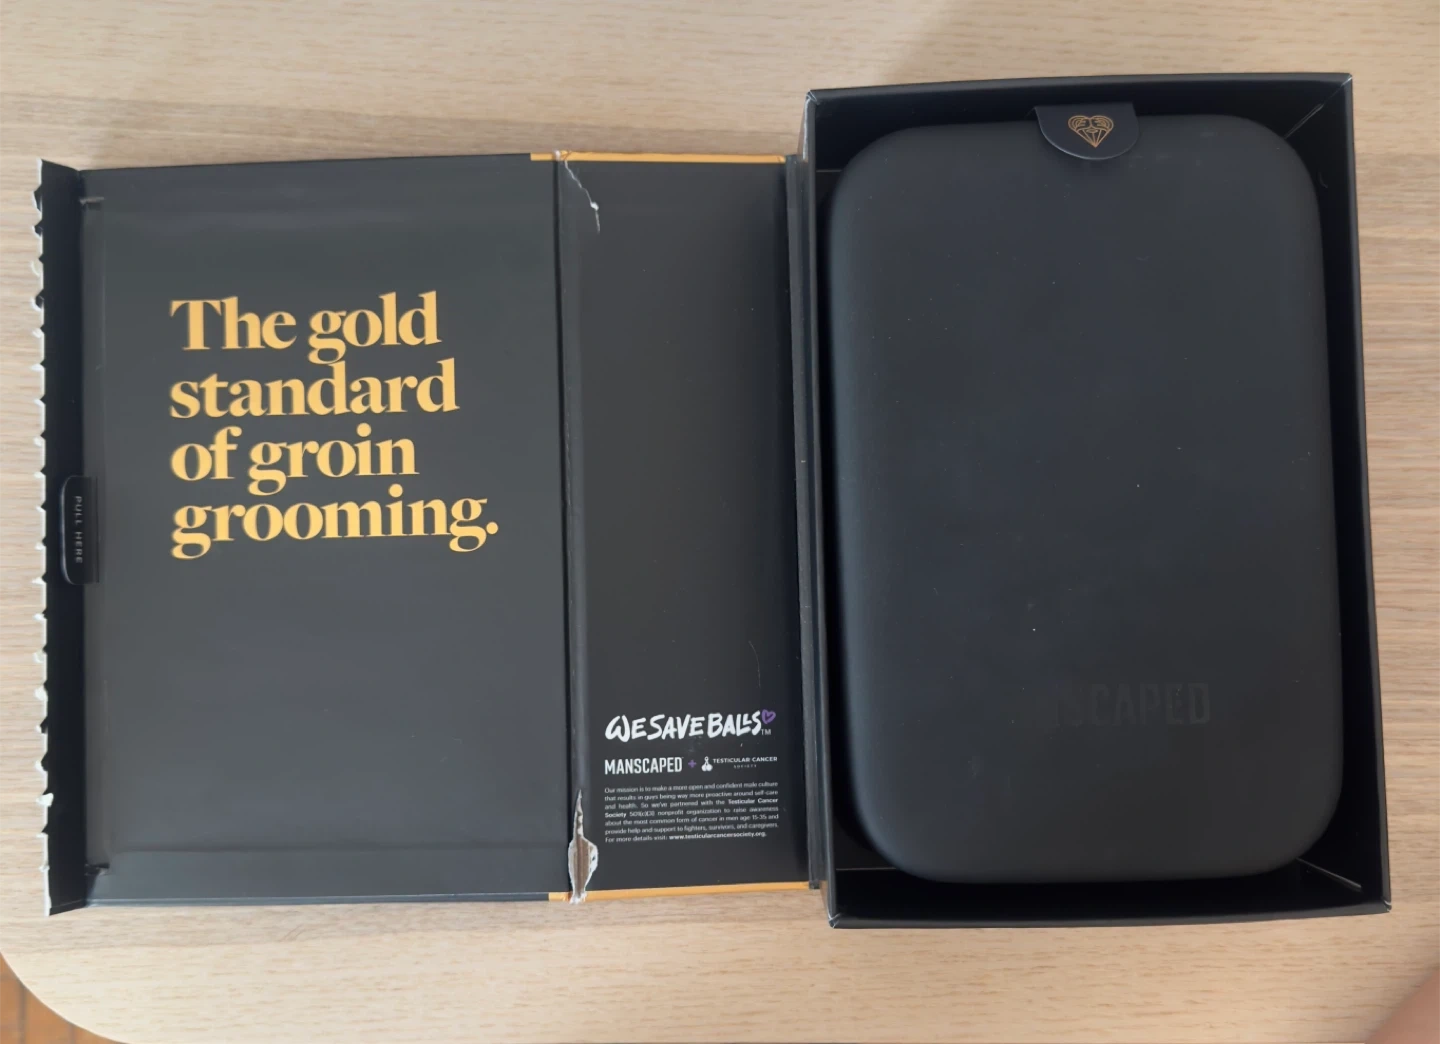 The gold
standard
of groin
grooming.
PULL HERE
WE SAVE BALLS™
MANSCAPED + TESTICULAR CANCER
SOCIETY
Our mission is to make a more open and confident male culture
that results in guys being way more proactive around self-care
and health. So we've partnered with the Testicular Cancer
Society 501(c)(3) nonprofit organization to raise awareness
about the most common form of cancer in men age 15-35 and
provide help and support to fighters, survivors, and caregivers.
For more details visit: www.testicularcancersociety.org.
SCAPED